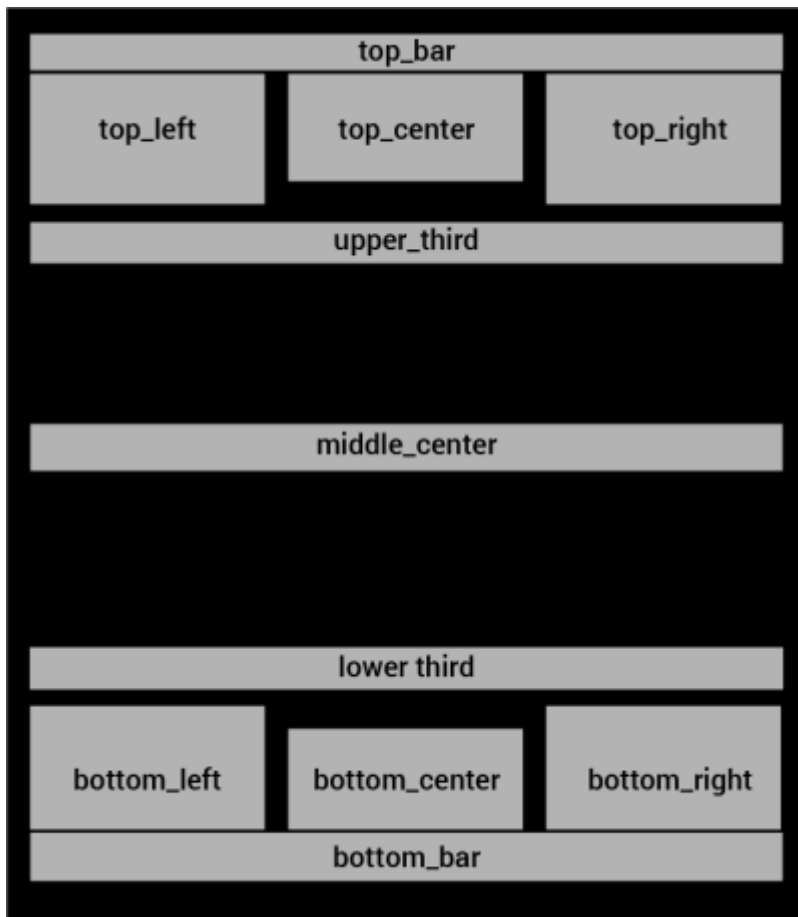 top_bar
top_left
top_center
top_right
upper_third
middle_center
lower third
bottom_left
bottom_center
bottom_right
bottom_bar